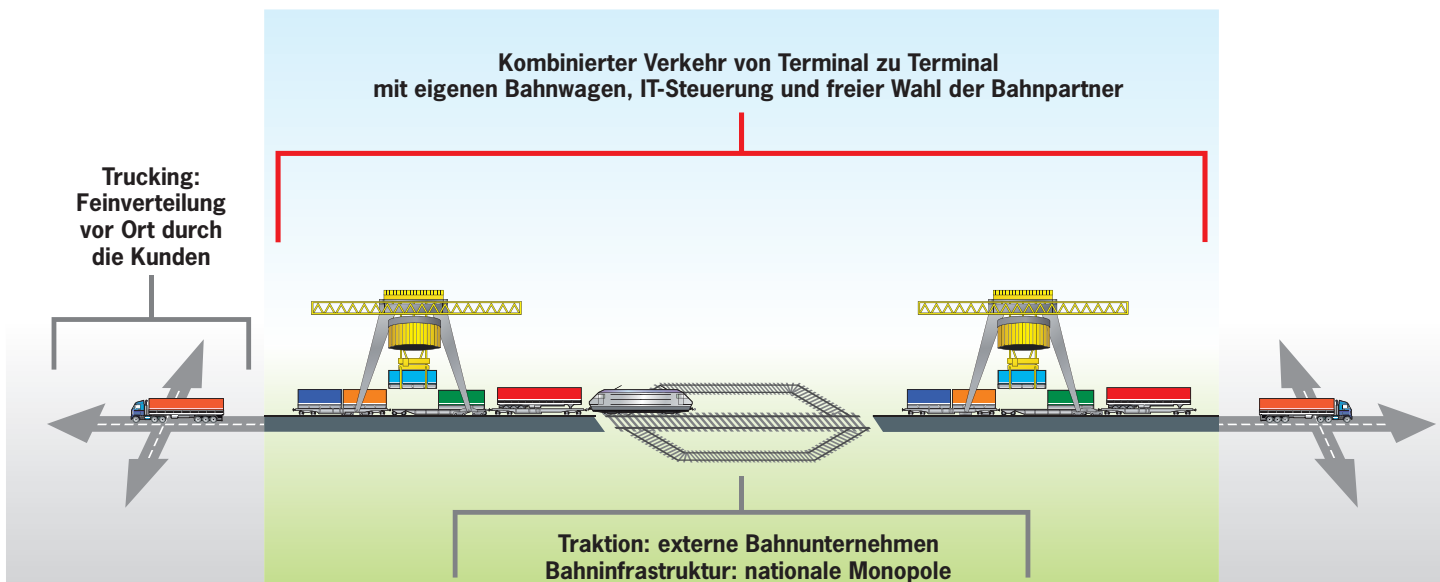 Kombinierter Verkehr von Terminal zu Terminal
mit eigenen Bahnwagen, IT-Steuerung und freier Wahl der Bahnpartner
Trucking:
Feinverteilung
vor Ort durch
die Kunden
Traktion: externe Bahnunternehmen
Bahninfrastruktur: nationale Monopole